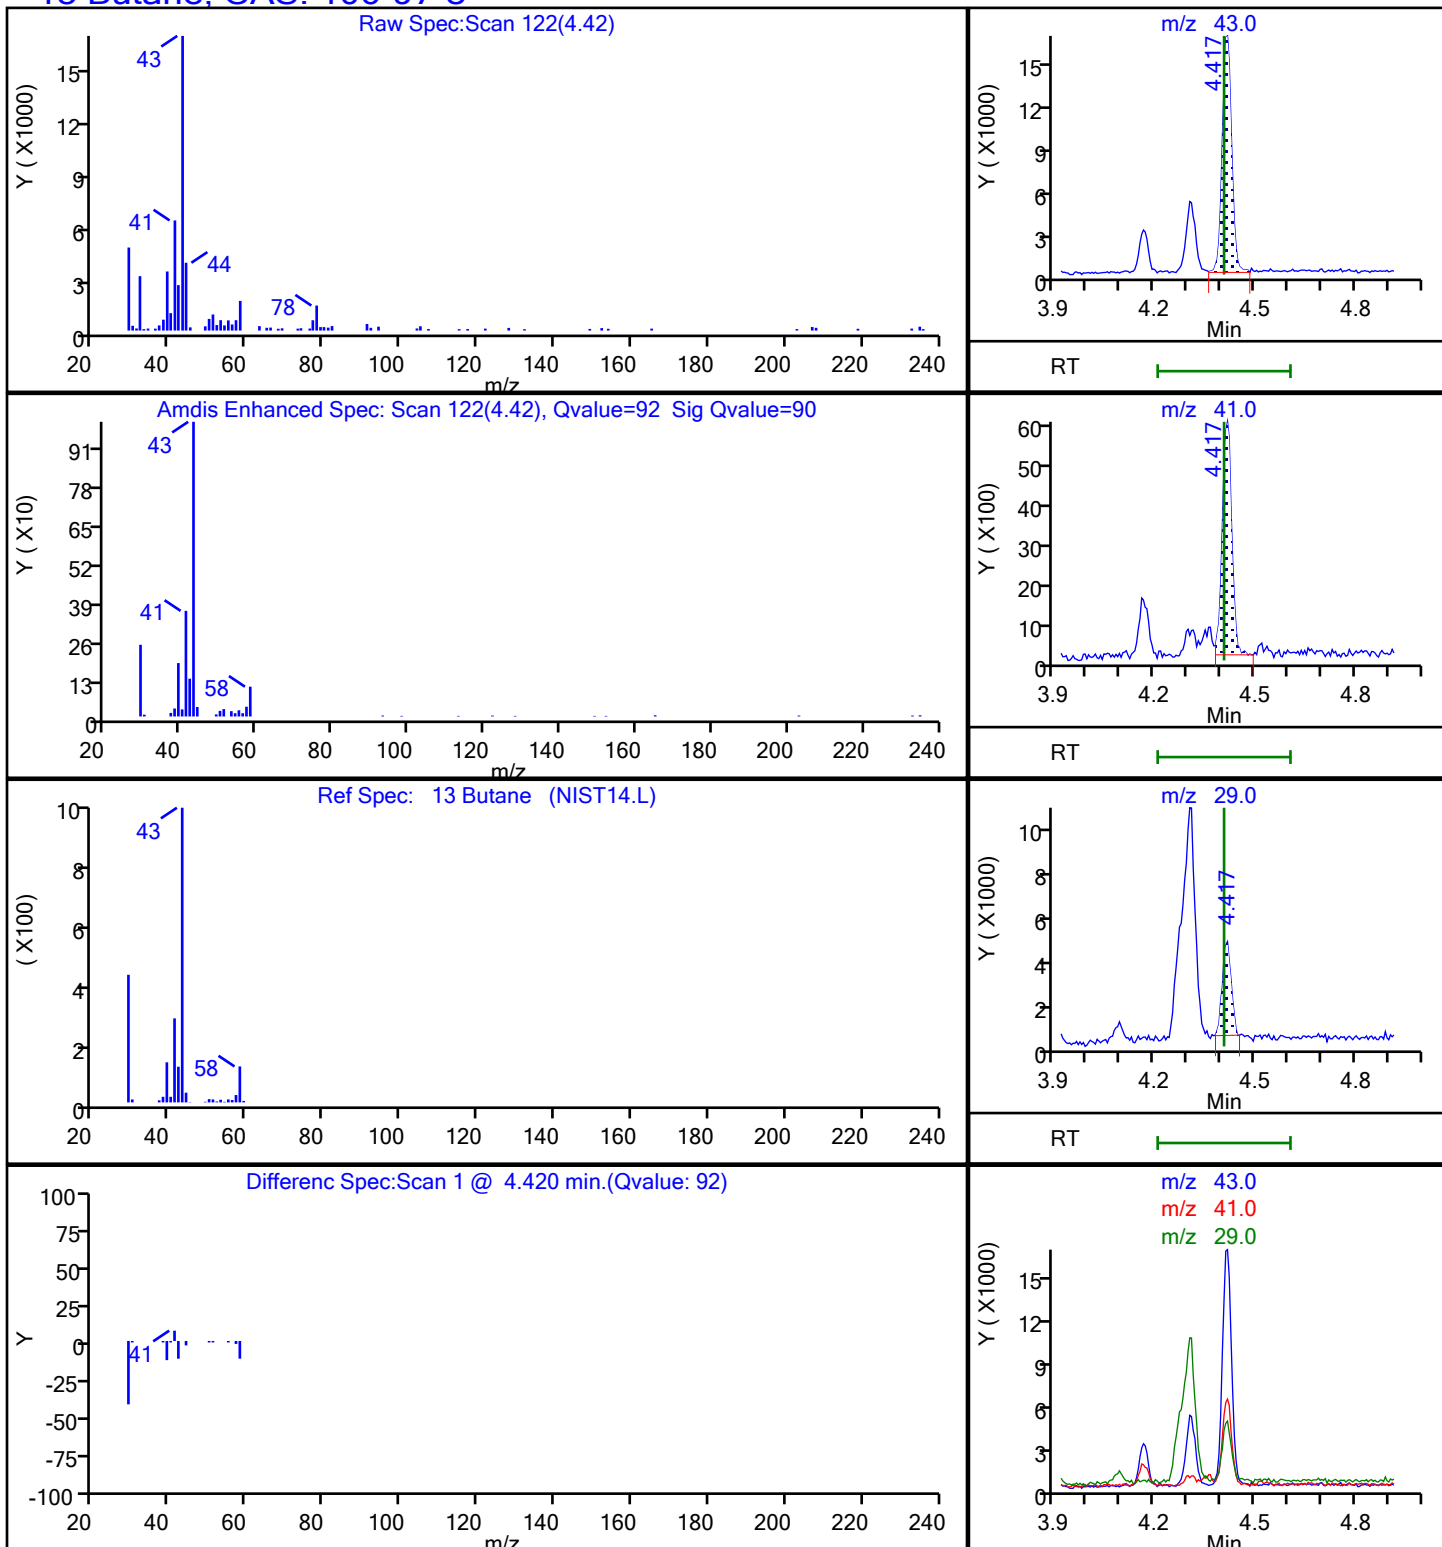 13 Butane, CAS: 106-97-8
Raw Spec:Scan 122(4.42)
Y ( X1000)
15
12
9
6
3
0
43
41
44
78
20 40 60 80 100 120 140 160 180 200 220 240
m/z
m/z 43.0
Y ( X1000)
15
12
9
6
3
0
4.417
3.9 4.2 4.5 4.8
Min
RT
Amdis Enhanced Spec: Scan 122(4.42), Qvalue=92 Sig Qvalue=90
Y ( X10)
91
78
65
52
39
26
13
0
43
41
58
20 40 60 80 100 120 140 160 180 200 220 240
m/z
m/z 41.0
Y ( X100)
60
50
40
30
20
10
0
4.417
3.9 4.2 4.5 4.8
Min
RT
Ref Spec: 13 Butane (NIST14.L)
( X100)
10
8
6
4
2
0
43
58
20 40 60 80 100 120 140 160 180 200 220 240
m/z 29.0
Y ( X1000)
10
8
6
4
2
0
4.417
3.9 4.2 4.5 4.8
Min
RT
Differenc Spec:Scan 1 @ 4.420 min.(Qvalue: 92)
Y
100
75
50
25
0
-25
-50
-75
-100
41
20 40 60 80 100 120 140 160 180 200 220 240
m/z
m/z 43.0
m/z 41.0
m/z 29.0
Y ( X1000)
15
12
9
6
3
0
3.9 4.2 4.5 4.8
Min